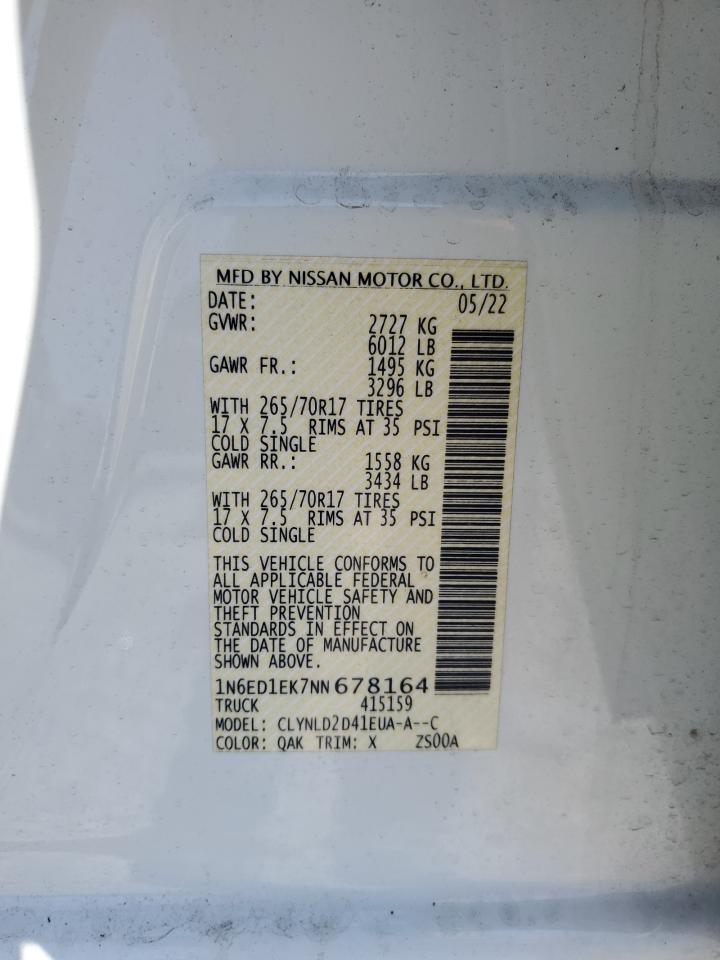 MFD BY NISSAN MOTOR CO., LTD.
DATE: 05/22
GVWR: 2727 KG
6012 LB
GAWR FR.: 1495 KG
3296 LB
WITH 265/70R17 TIRES
17 X 7.5 RIMS AT 35 PSI
COLD SINGLE
GAWR RR.: 1558 KG
3434 LB
WITH 265/70R17 TIRES
17 X 7.5 RIMS AT 35 PSI
COLD SINGLE
THIS VEHICLE CONFORMS TO
ALL APPLICABLE FEDERAL
MOTOR VEHICLE SAFETY AND
THEFT PREVENTION
STANDARDS IN EFFECT ON
THE DATE OF MANUFACTURE
SHOWN ABOVE.
1N6ED1EK7NN678164
TRUCK 415159
MODEL: CLYNLD2D41EUA-A--C
COLOR: QAK TRIM: X ZS00A